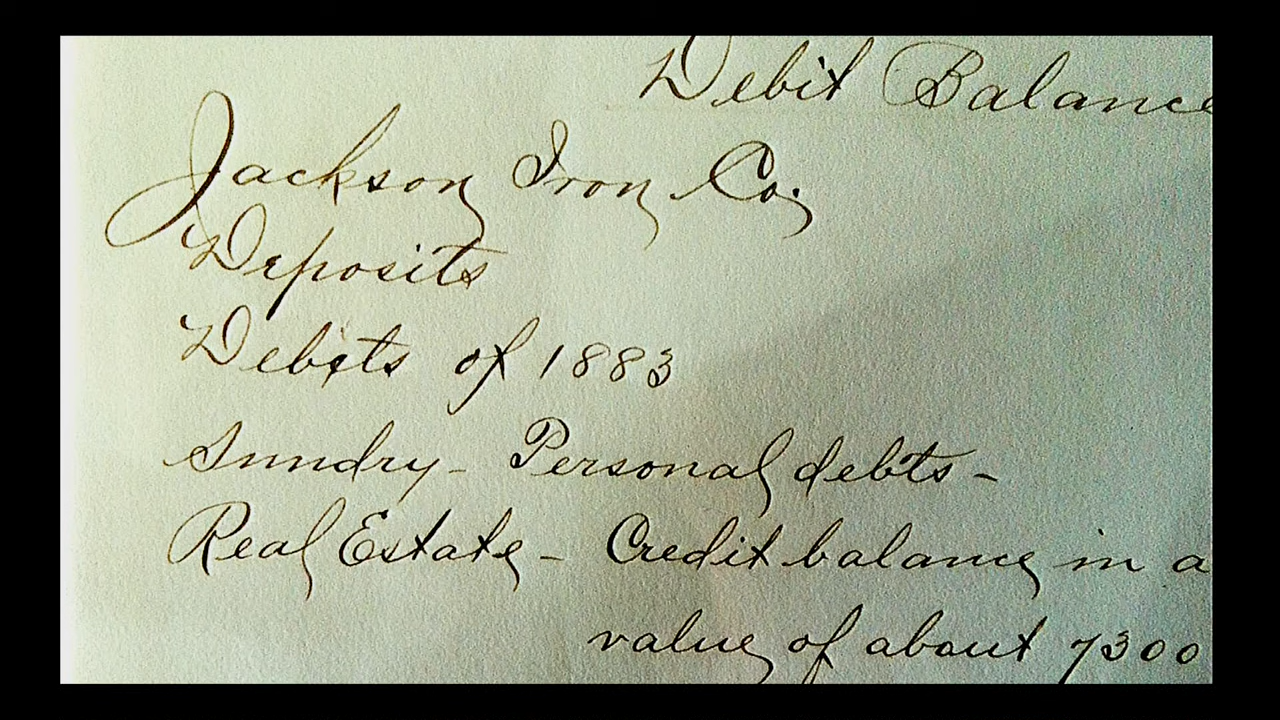 Debit Balance
Jackson Iron Co.
Deposits
Debts of 1883
Sundry - Personal debts -
Real Estate - Credit balance in a
value of about 7300